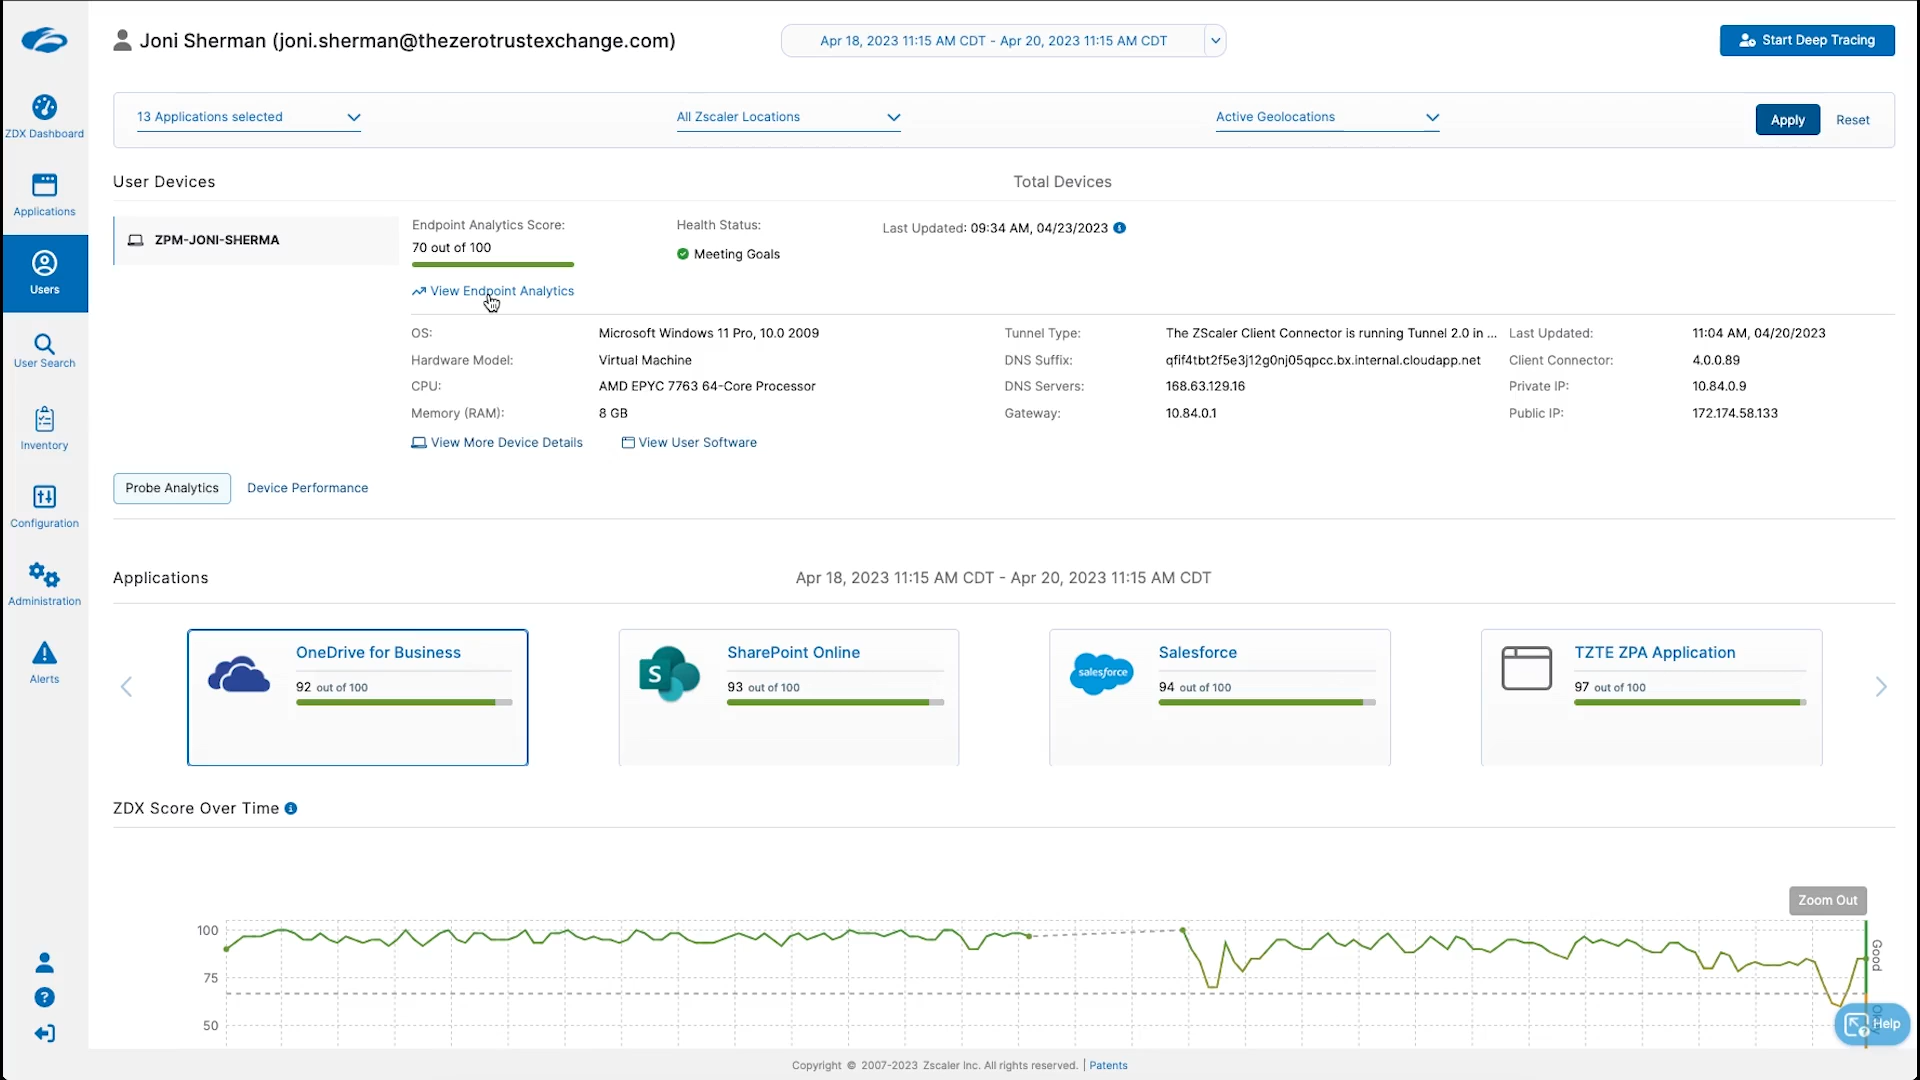 Joni Sherman (joni.sherman@thezerotrustexchange.com)
Apr 18, 2023 11:15 AM CDT - Apr 20, 2023 11:15 AM CDT
Start Deep Tracing
ZDX Dashboard
Applications
Users
User Search
Inventory
Configuration
Administration
Alerts
13 Applications selected
All Zscaler Locations
Active Geolocations
Apply
Reset
User Devices
Total Devices
ZPM-JONI-SHERMA
Endpoint Analytics Score:
70 out of 100
View Endpoint Analytics
Health Status:
Meeting Goals
Last Updated: 09:34 AM, 04/23/2023
OS: Microsoft Windows 11 Pro, 10.0 2009
Hardware Model: Virtual Machine
CPU: AMD EPYC 7763 64-Core Processor
Memory (RAM): 8 GB
Tunnel Type: The ZScaler Client Connector is running Tunnel 2.0 in ...
DNS Suffix: qfif4tbt2f5e3j12g0nj05qpcc.bx.internal.cloudapp.net
DNS Servers: 168.63.129.16
Gateway: 10.84.0.1
Last Updated: 11:04 AM, 04/20/2023
Client Connector: 4.0.0.89
Private IP: 10.84.0.9
Public IP: 172.174.58.133
View More Device Details
View User Software
Probe Analytics
Device Performance
Applications
Apr 18, 2023 11:15 AM CDT - Apr 20, 2023 11:15 AM CDT
OneDrive for Business
92 out of 100
S
SharePoint Online
93 out of 100
salesforce
Salesforce
94 out of 100
TZTE ZPA Application
97 out of 100
ZDX Score Over Time
Zoom Out
100
75
50
Good
Help
Copyright © 2007-2023 Zscaler Inc. All rights reserved. | Patents